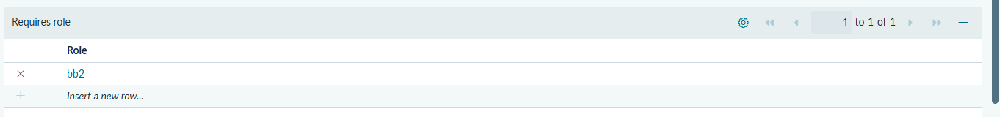 Requires role
1 to 1 of 1
Role
bb2
Insert a new row...